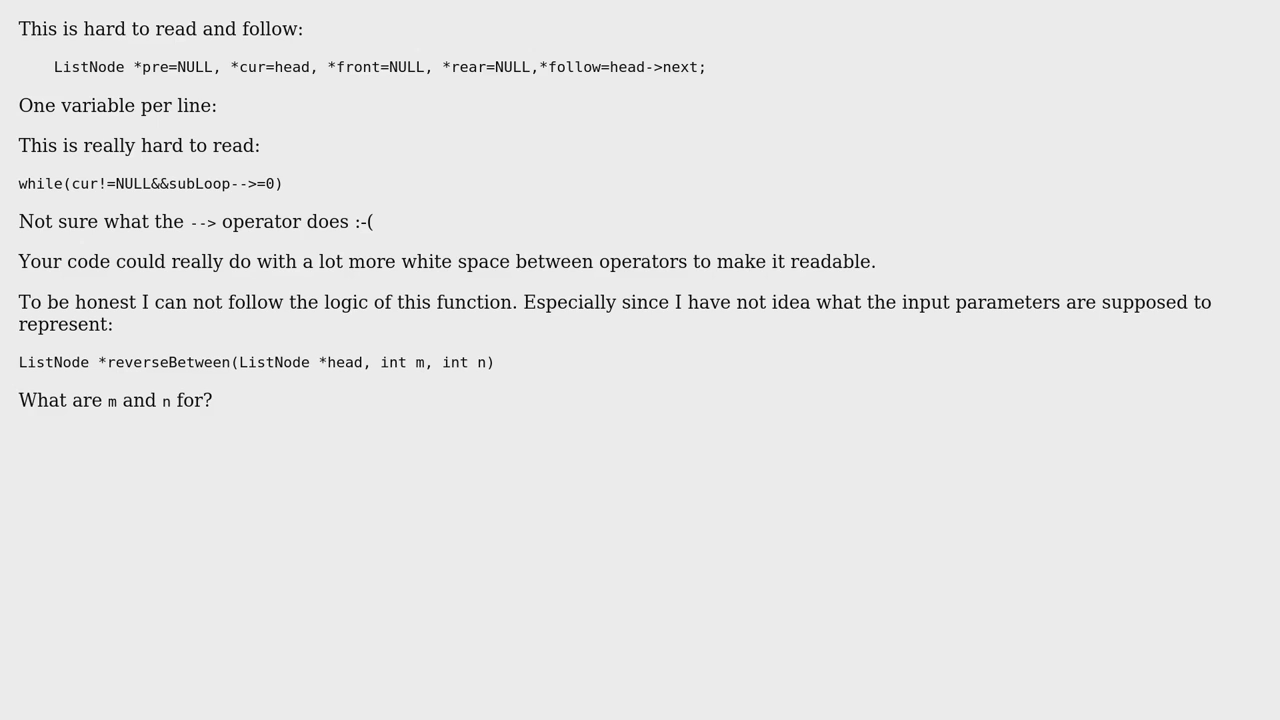 This is hard to read and follow:
    ListNode *pre=NULL, *cur=head, *front=NULL, *rear=NULL,*follow=head->next;
One variable per line:
This is really hard to read:
while(cur!=NULL&&subLoop-->=0)
Not sure what the --> operator does :-(
Your code could really do with a lot more white space between operators to make it readable.
To be honest I can not follow the logic of this function. Especially since I have not idea what the input parameters are supposed to
represent:
ListNode *reverseBetween(ListNode *head, int m, int n)
What are m and n for?